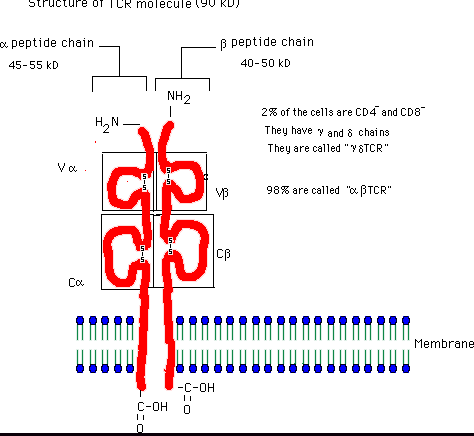 Structure of TCR molecule (90 kD)
α peptide chain
β peptide chain
45-55 kD
40-50 kD
NH2
H2N
2% of the cells are CD4⁻ and CD8⁻
They have γ and δ chains
They are called "γδTCR"
98% are called "αβTCR"
Vα
Vβ
S
S
S
S
S
S
S
S
Cβ
Cα
Membrane
C-OH
O
-C-OH
O